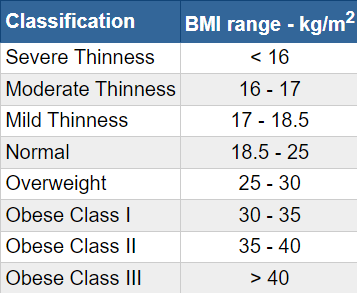 Classification BMI range - kg/m²
Severe Thinness < 16
Moderate Thinness 16 - 17
Mild Thinness 17 - 18.5
Normal 18.5 - 25
Overweight 25 - 30
Obese Class I 30 - 35
Obese Class II 35 - 40
Obese Class III > 40